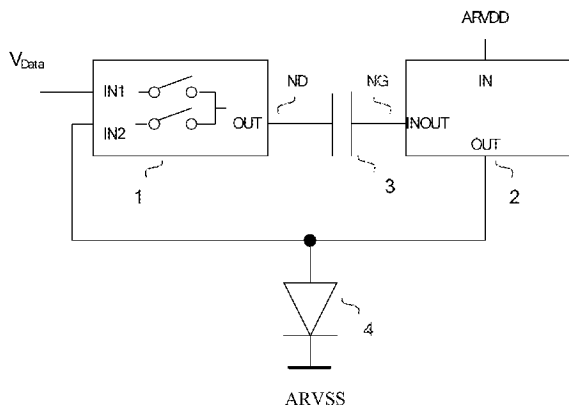 ARVDD
VData
IN1
IN2
OUT
ND
NG
IN
INOUT
OUT
1
3
2
4
ARVSS